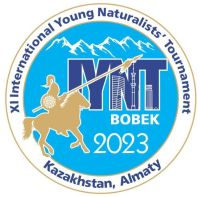 XI International Young Naturalists' Tournament
IYNT
BOBEK
2023
Kazakhstan, Almaty